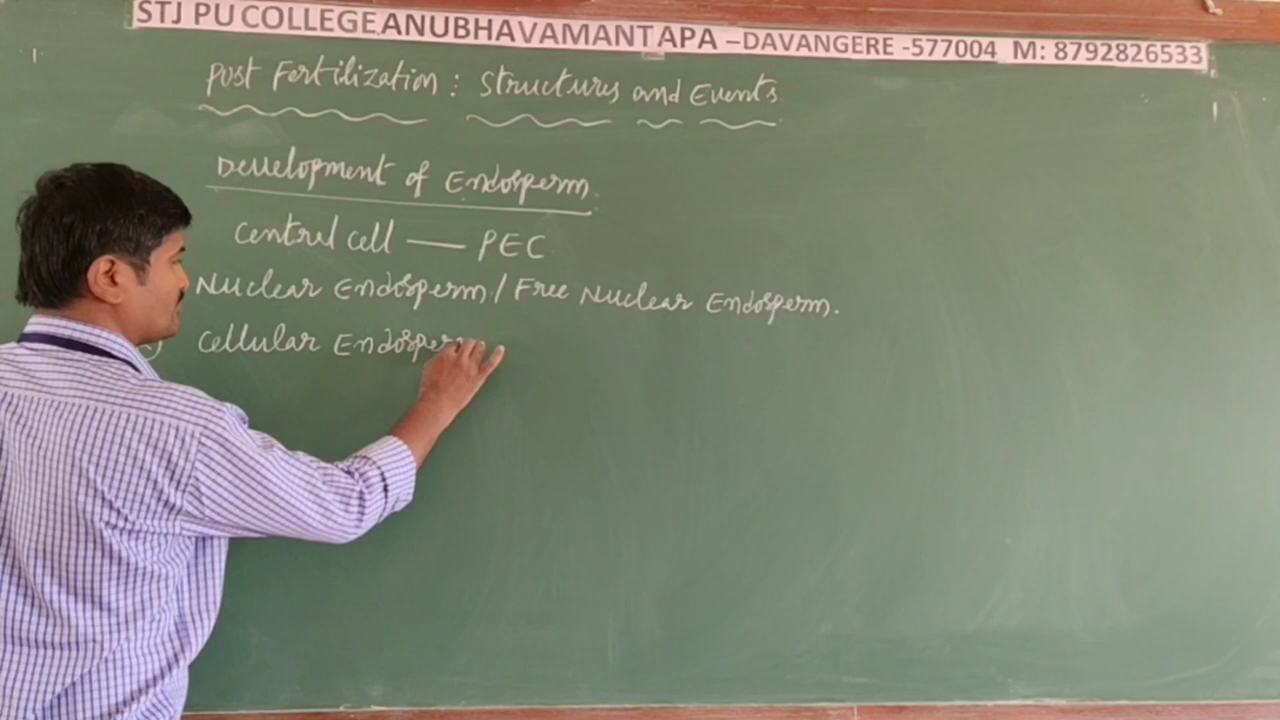 STJ PU COLLEGE ANUBHAVAMANTAPA –DAVANGERE -577004 M: 8792826533
Post Fertilization : Structures and Events
Development of Endosperm
Central cell — PEC
Nuclear Endosperm / Free Nuclear Endosperm.
Cellular